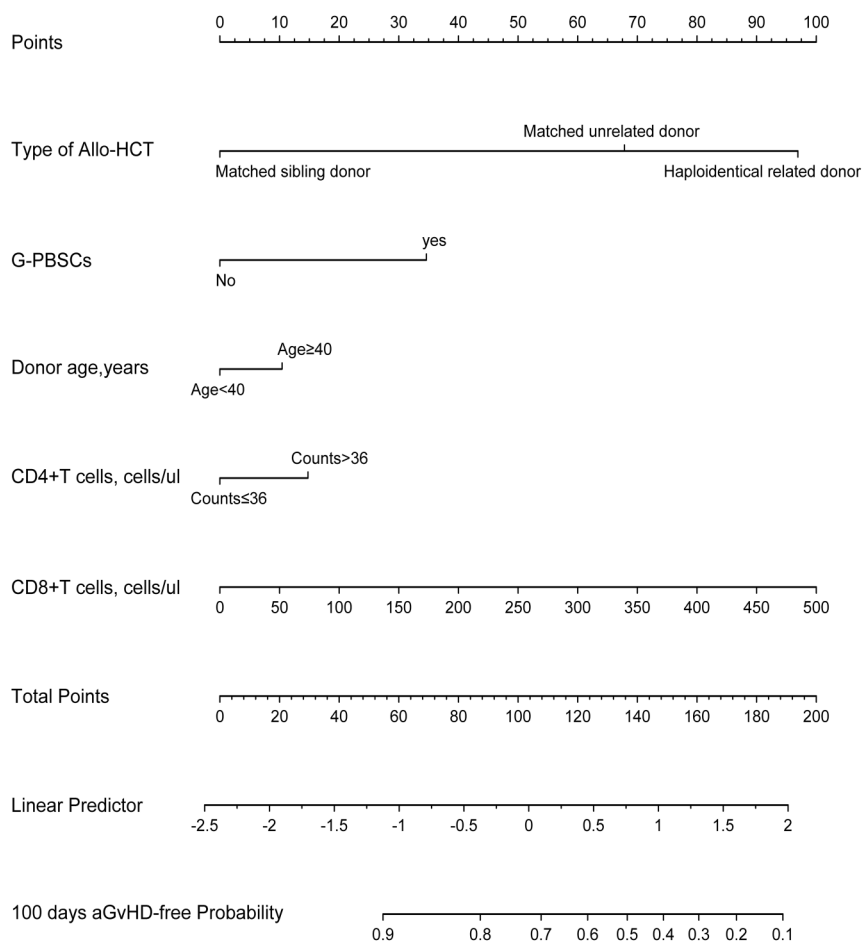 0 10 20 30 40 50 60 70 80 90 100
Points
Matched unrelated donor
Type of Allo-HCT
Matched sibling donor Haploidentical related donor
yes
G-PBSCs
No
Age≥40
Donor age,years
Age<40
Counts>36
CD4+T cells, cells/ul
Counts≤36
CD8+T cells, cells/ul
0 50 100 150 200 250 300 350 400 450 500
Total Points
0 20 40 60 80 100 120 140 160 180 200
Linear Predictor
-2.5 -2 -1.5 -1 -0.5 0 0.5 1 1.5 2
100 days aGvHD-free Probability
0.9 0.8 0.7 0.6 0.5 0.4 0.3 0.2 0.1